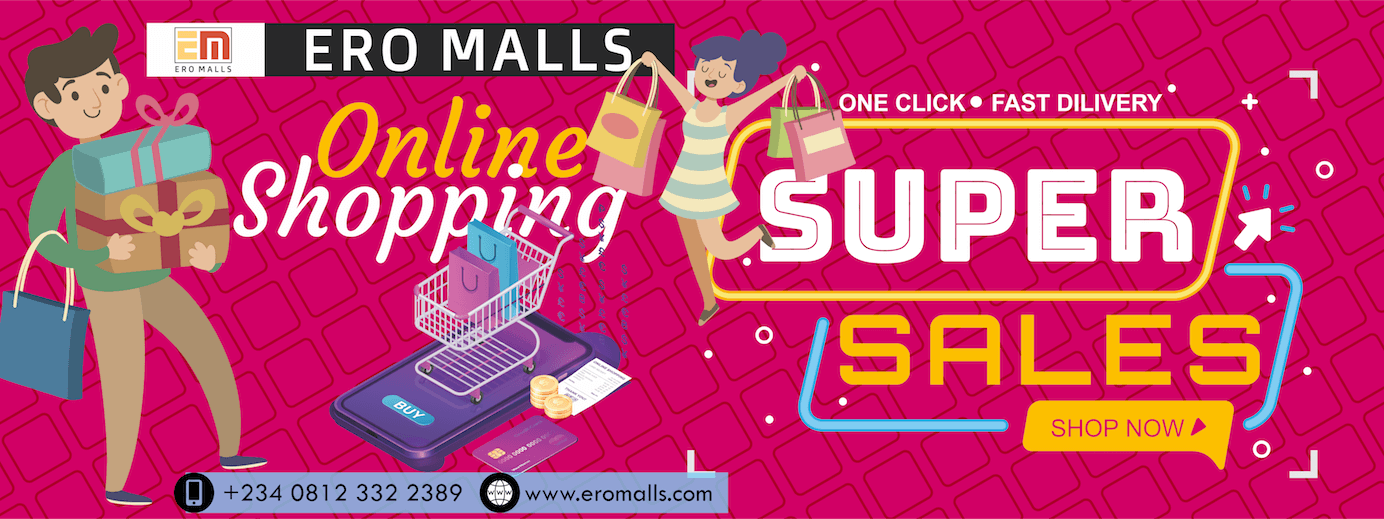 EM
ERO MALLS
ERO MALLS
Online
Shopping
ONE CLICK • FAST DILIVERY
SUPER
SALES
SHOP NOW
BUY
+234 0812 332 2389
www.eromalls.com